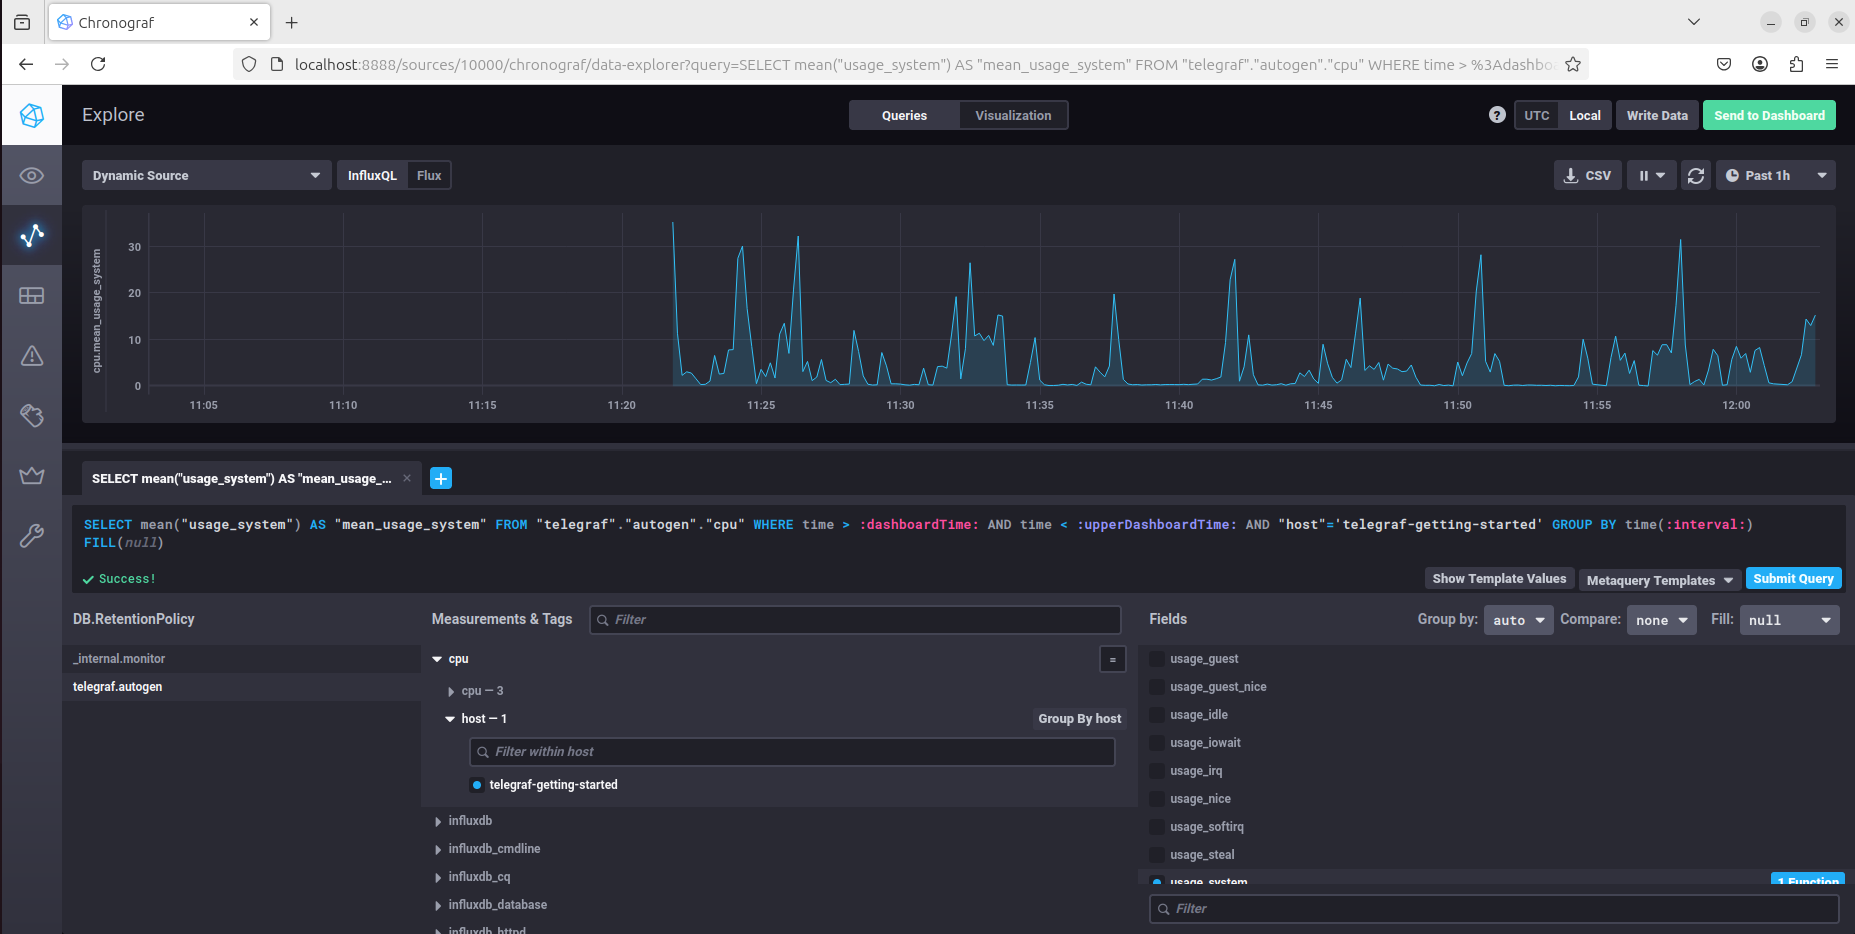 Chronograf
localhost:8888/sources/10000/chronograf/data-explorer?query=SELECT mean("usage_system") AS "mean_usage_system" FROM "telegraf"."autogen"."cpu" WHERE time > %3Adashbo
Explore
Queries
Visualization
?
UTC
Local
Write Data
Send to Dashboard
Dynamic Source
InfluxQL
Flux
CSV
Past 1h
cpu.mean_usage_system
30
20
10
0
11:05
11:10
11:15
11:20
11:25
11:30
11:35
11:40
11:45
11:50
11:55
12:00
SELECT mean("usage_system") AS "mean_usage_...
SELECT mean("usage_system") AS "mean_usage_system" FROM "telegraf"."autogen"."cpu" WHERE time > :dashboardTime: AND time < :upperDashboardTime: AND "host"='telegraf-getting-started' GROUP BY time(:interval:)
FILL(null)
Success!
Show Template Values
Metaquery Templates
Submit Query
DB.RetentionPolicy
_internal.monitor
telegraf.autogen
Measurements & Tags
Filter
cpu
=
cpu — 3
host — 1
Group By host
Filter within host
telegraf-getting-started
influxdb
influxdb_cmdline
influxdb_cq
influxdb_database
influxdb_httpd
Fields
Group by:
auto
Compare:
none
Fill:
null
usage_guest
usage_guest_nice
usage_idle
usage_iowait
usage_irq
usage_nice
usage_softirq
usage_steal
usage_system
1 Function
Filter